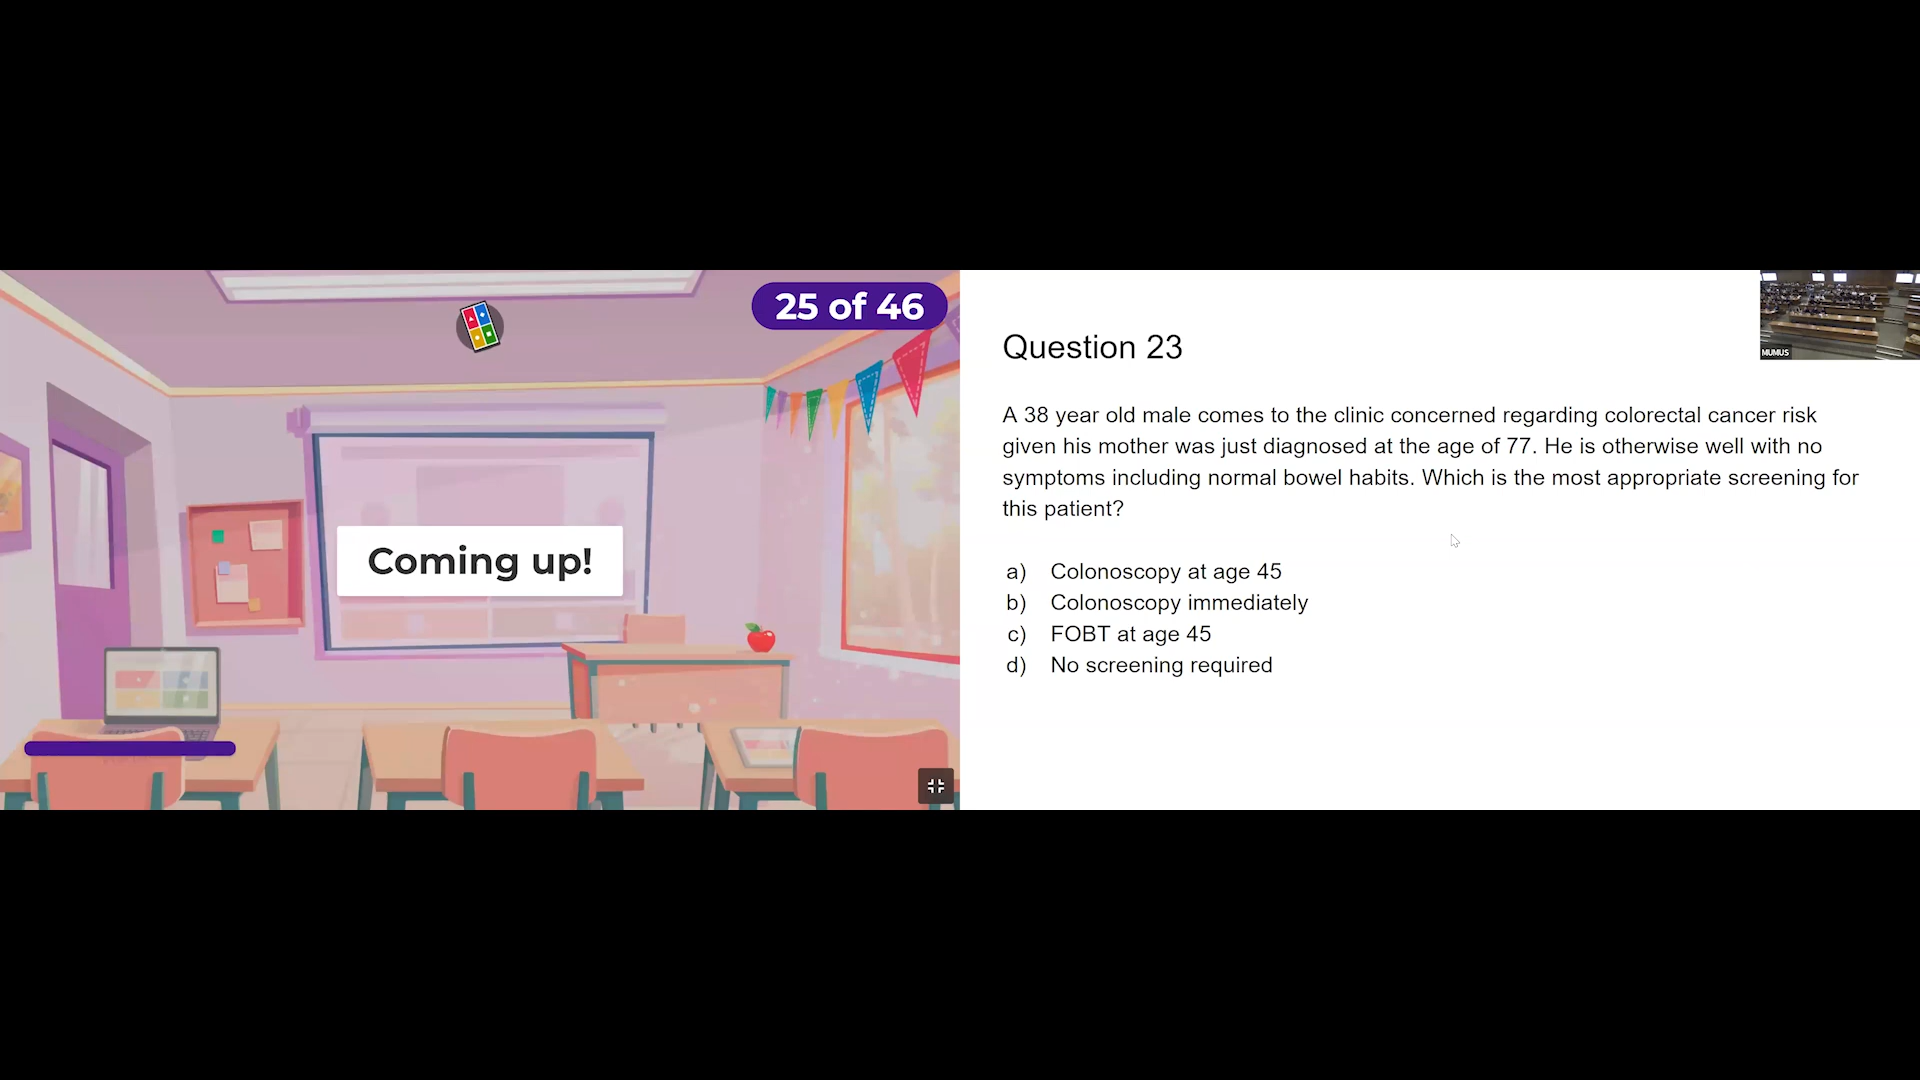 25 of 46
Coming up!
MUMUS
Question 23
A 38 year old male comes to the clinic concerned regarding colorectal cancer risk
given his mother was just diagnosed at the age of 77. He is otherwise well with no
symptoms including normal bowel habits. Which is the most appropriate screening for
this patient?
a) Colonoscopy at age 45
b) Colonoscopy immediately
c) FOBT at age 45
d) No screening required